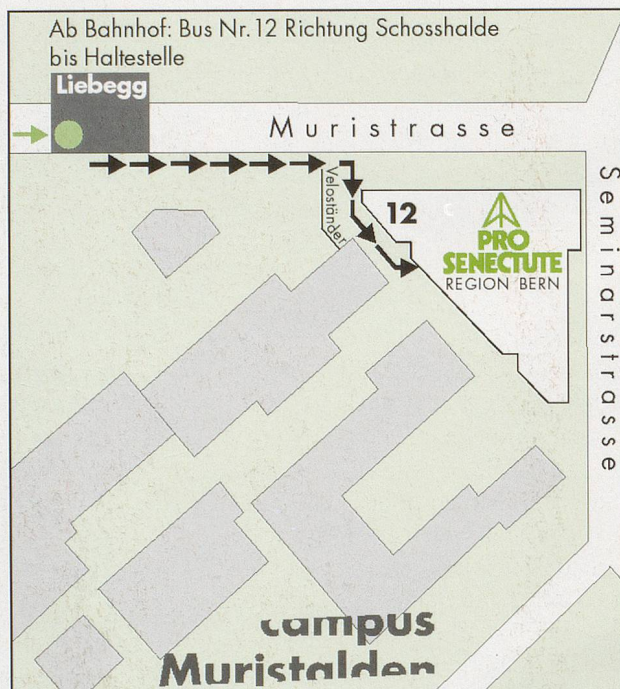 Ab Bahnhof: Bus Nr. 12 Richtung Schosshalde
bis Haltestelle
Liebegg
Muristrasse
Veloständer
12
PRO
SENECTUTE
REGION BERN
Seminarstrasse
campus
Muristalden